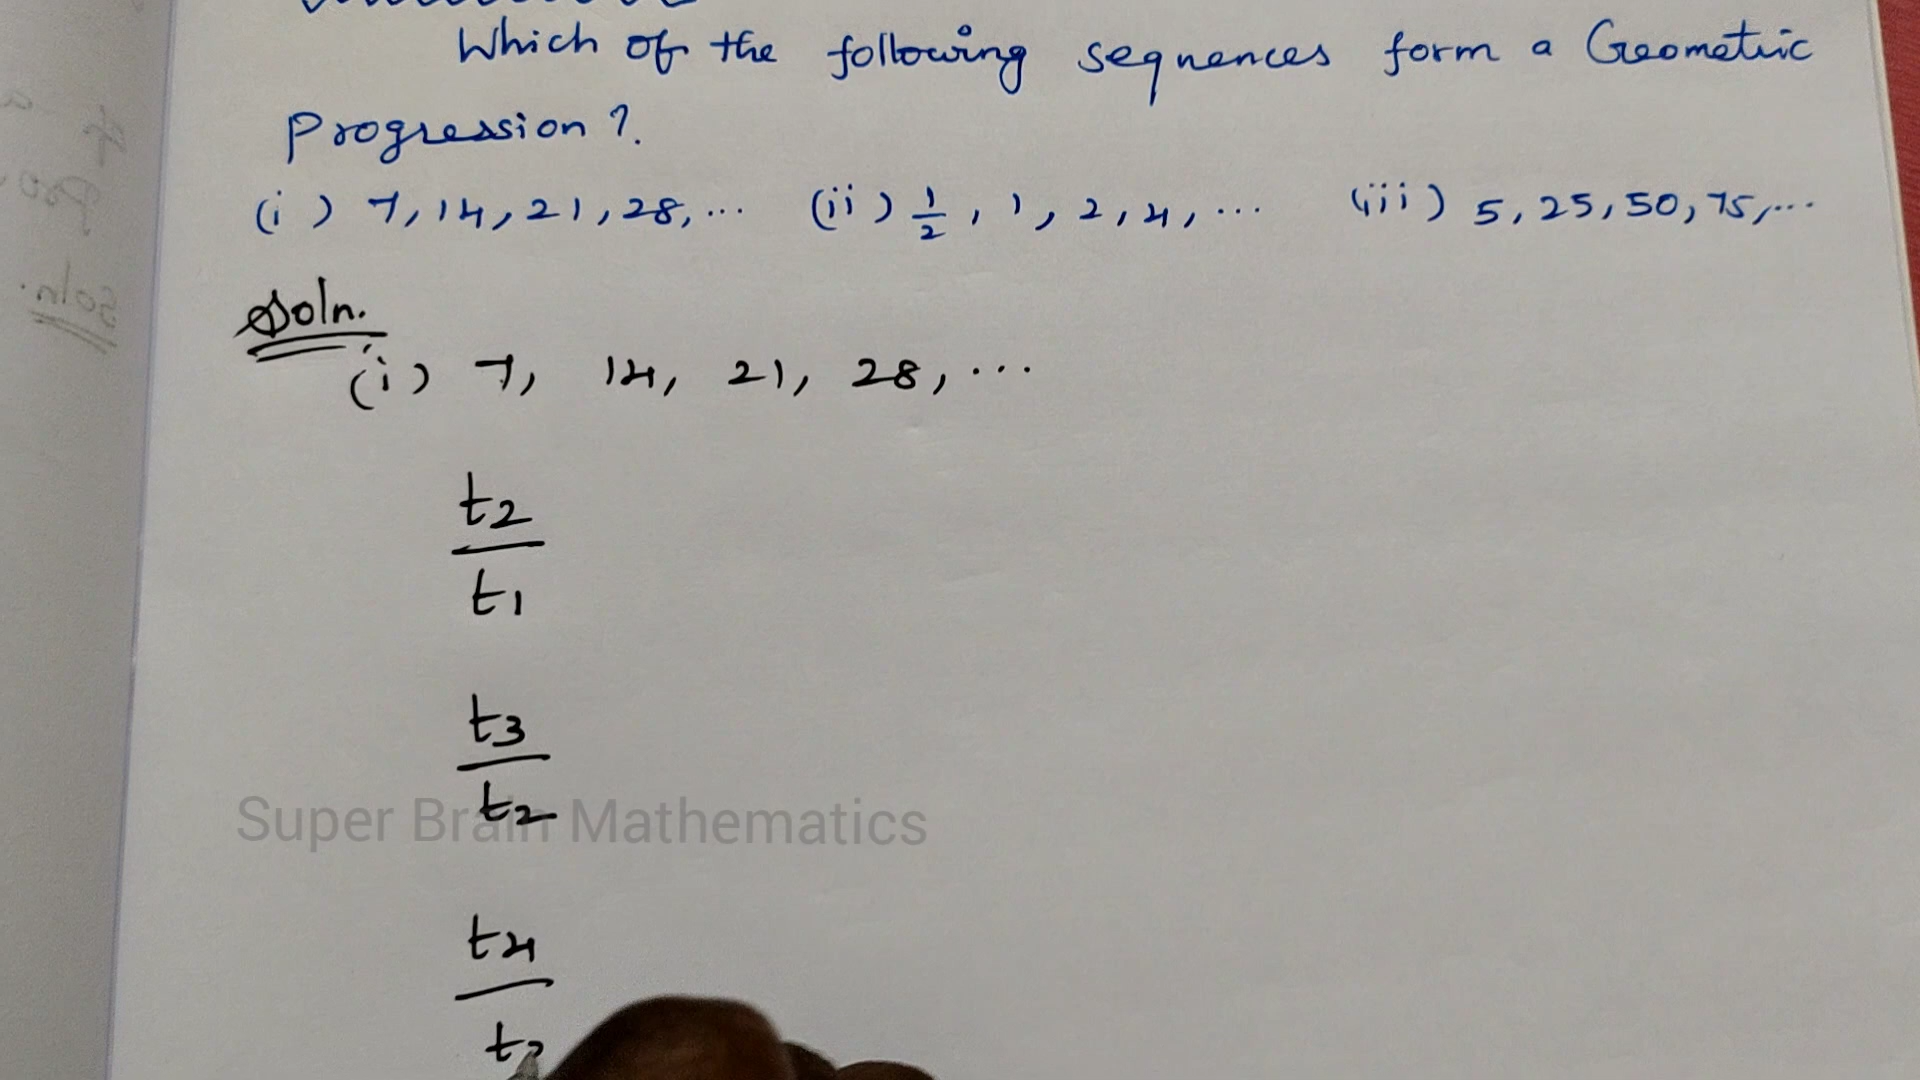 Which of the following sequences form a Geometric
Progression?
(i) 7, 14, 21, 28, ... (ii) 1/2, 1, 2, 4, ... (iii) 5, 25, 50, 75, ...
Soln.
(i) 7, 14, 21, 28, ...
t2
t1
t3
t2
Super Brain Mathematics
t4